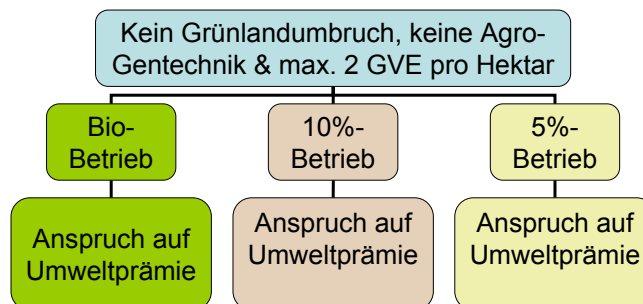 Kein Grünlandumbruch, keine Agro-
Gentechnik & max. 2 GVE pro Hektar
Bio-
Betrieb
10%-
Betrieb
5%-
Betrieb
Anspruch auf
Umweltprämie
Anspruch auf
Umweltprämie
Anspruch auf
Umweltprämie